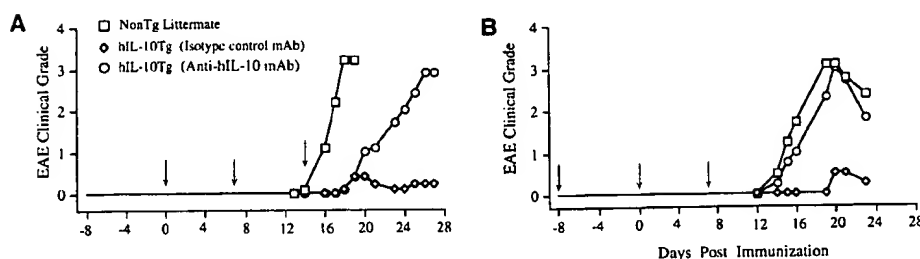 A
B
NonTg Littermate
hIL-10Tg (Isotype control mAb)
hIL-10Tg (Anti-hIL-10 mAb)
EAE Clinical Grade
4
3
2
1
0
-8 -4 0 4 8 12 16 20 24 28
EAE Clinical Grade
4
3
2
1
0
-8 -4 0 4 8 12 16 20 24 28
Days Post Immunization